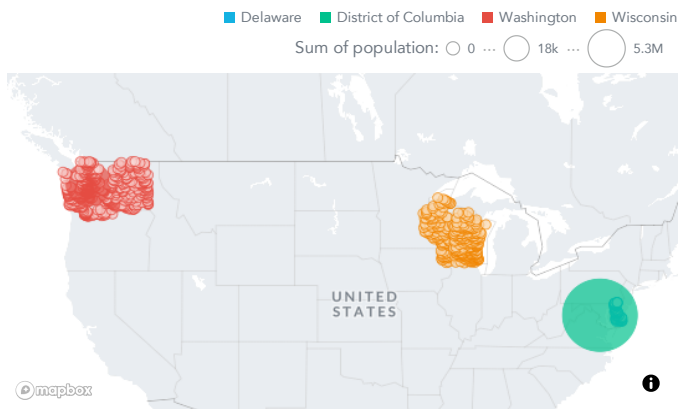 Delaware District of Columbia Washington Wisconsin
Sum of population: 0 ... 18k ... 5.3M
UNITED
STATES
mapbox
i